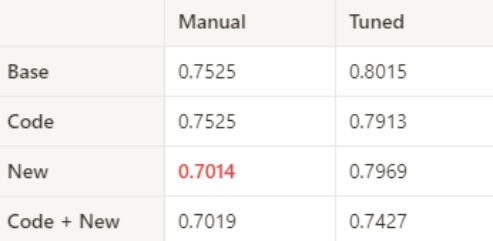 Manual Tuned
Base 0.7525 0.8015
Code 0.7525 0.7913
New 0.7014 0.7969
Code + New 0.7019 0.7427